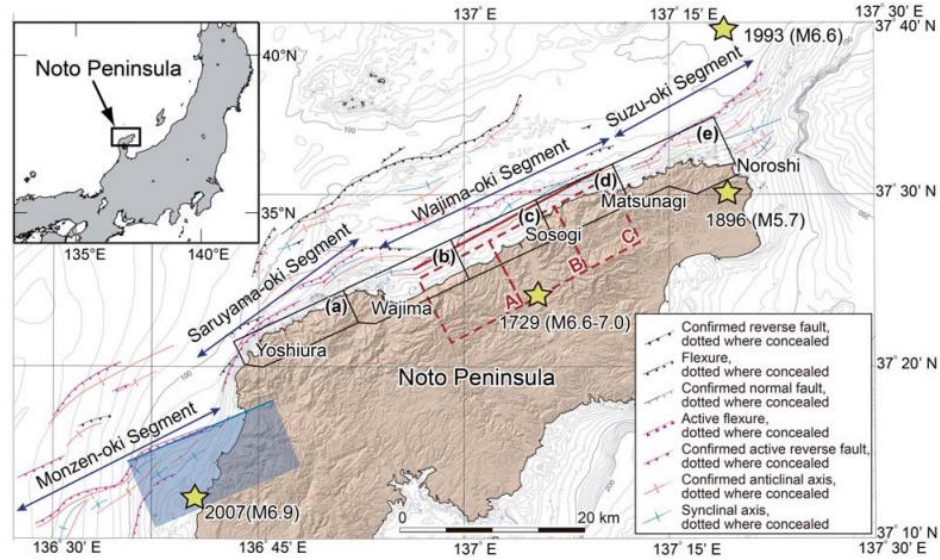 137° E
137° 15' E
137° 30' E
37° 40' N
1993 (M6.6)
40°N
Noto Peninsula
35°N
135°E
140°E
Suzu-oki Segment
Wajima-oki Segment
Saruyama-oki Segment
Monzen-oki Segment
(e)
(d)
(c)
(b)
(a)
Noroshi
37° 30' N
1896 (M5.7)
Matsunagi
Sosogi
C
B
A
Wajima
1729 (M6.6-7.0)
Yoshiura
37° 20' N
Noto Peninsula
2007(M6.9)
100
100
200
200
0
20 km
Confirmed reverse fault,
dotted where concealed
Flexure,
dotted where concealed
Confirmed normal fault,
dotted where concealed
Active flexure,
dotted where concealed
Confirmed active reverse fault,
dotted where concealed
Confirmed anticlinal axis,
dotted where concealed
Synclinal axis,
dotted where concealed
37° 10' N
136° 30' E
136° 45' E
137° E
137° 15' E
137° 30' E